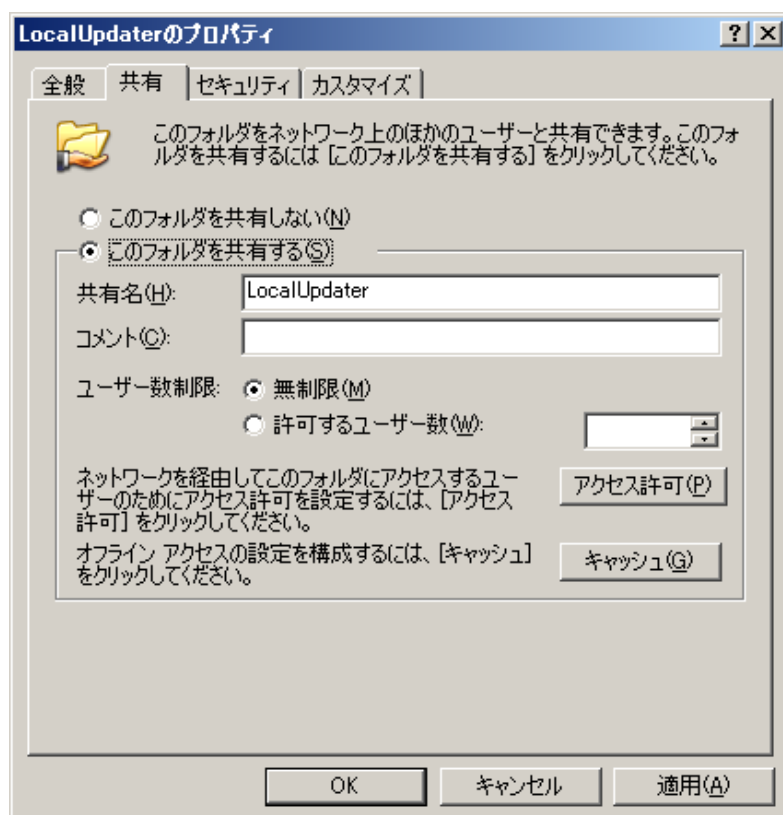 LocalUpdaterのプロパティ
全般 共有 セキュリティ カスタマイズ
このフォルダをネットワーク上のほかのユーザーと共有できます。このフォ
ルダを共有するには [このフォルダを共有する] をクリックしてください。
このフォルダを共有しない(N)
このフォルダを共有する(S)
共有名(H): LocalUpdater
コメント(C):
ユーザー数制限: 無制限(M)
許可するユーザー数(W):
ネットワークを経由してこのフォルダにアクセスするユー
ザーのためにアクセス許可を設定するには、[アクセス
許可] をクリックしてください。
アクセス許可(P)
オフライン アクセスの設定を構成するには、[キャッシュ]
をクリックしてください。
キャッシュ(G)
OK キャンセル 適用(A)